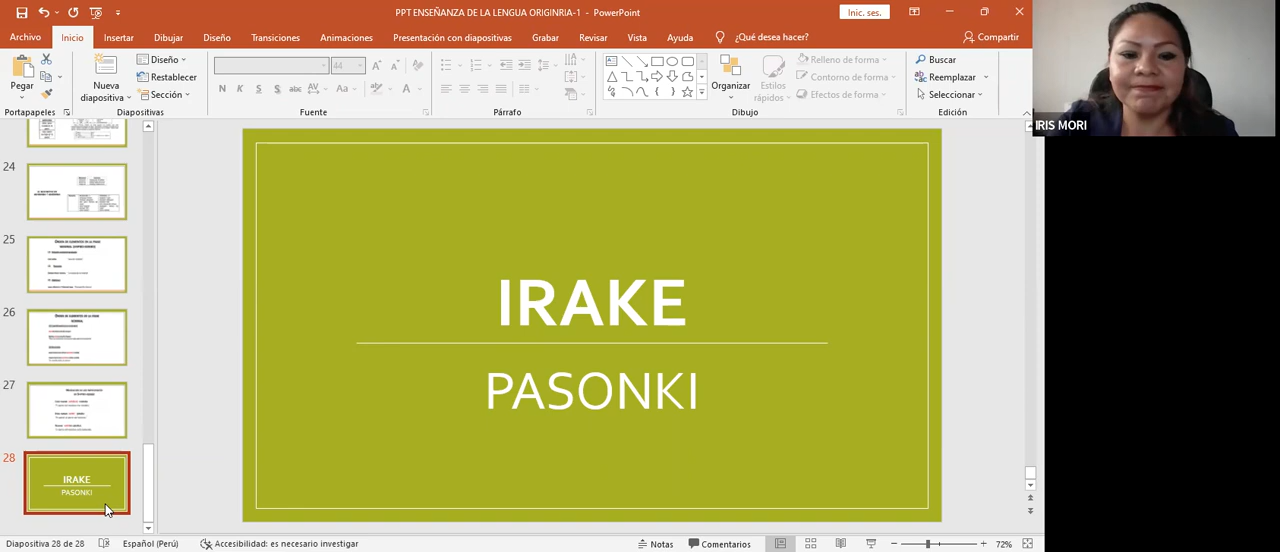 PPT ENSEÑANZA DE LA LENGUA ORIGINRIA-1 - PowerPoint
Inic. ses.
Archivo Inicio Insertar Dibujar Diseño Transiciones Animaciones Presentación con diapositivas Grabar Revisar Vista Ayuda ¿Qué desea hacer? Compartir
Pegar
Nueva diapositiva
Diseño
Restablecer
Sección
44
N K S abc AV Aa A
Relleno de forma
Contorno de forma
Efectos de forma
Organizar
Estilos rápidos
Buscar
Reemplazar
Seleccionar
Portapapeles Diapositivas Fuente Párrafo Dibujo Edición
IRIS MORI
24
25
26
27
28
IRAKE
PASONKI
IRAKE
PASONKI
Diapositiva 28 de 28 Español (Perú) Accesibilidad: es necesario investigar Notas Comentarios 72%